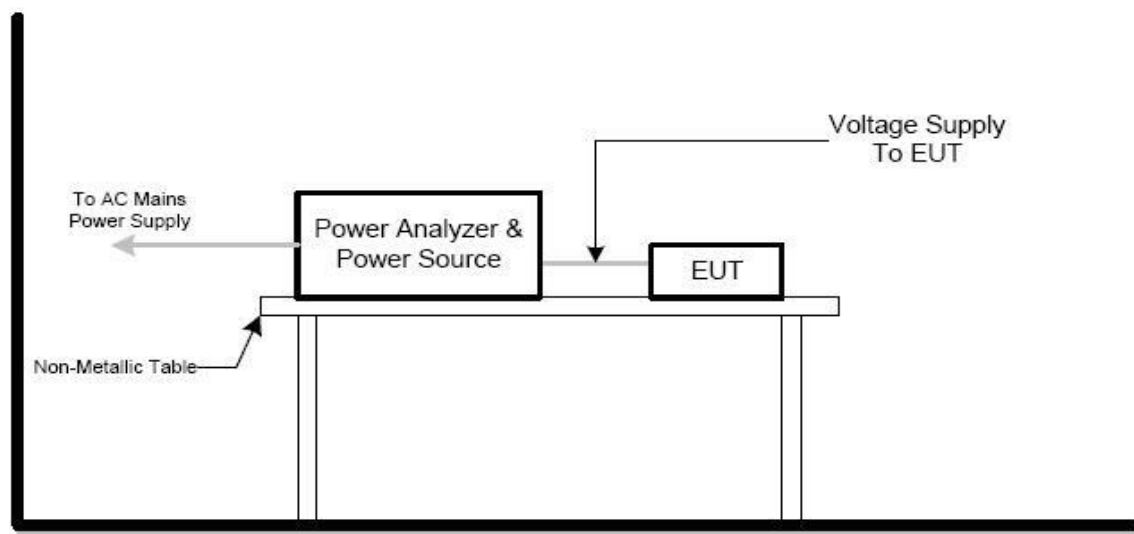 Voltage Supply
To EUT
To AC Mains
Power Supply
Power Analyzer &
Power Source
EUT
Non-Metallic Table